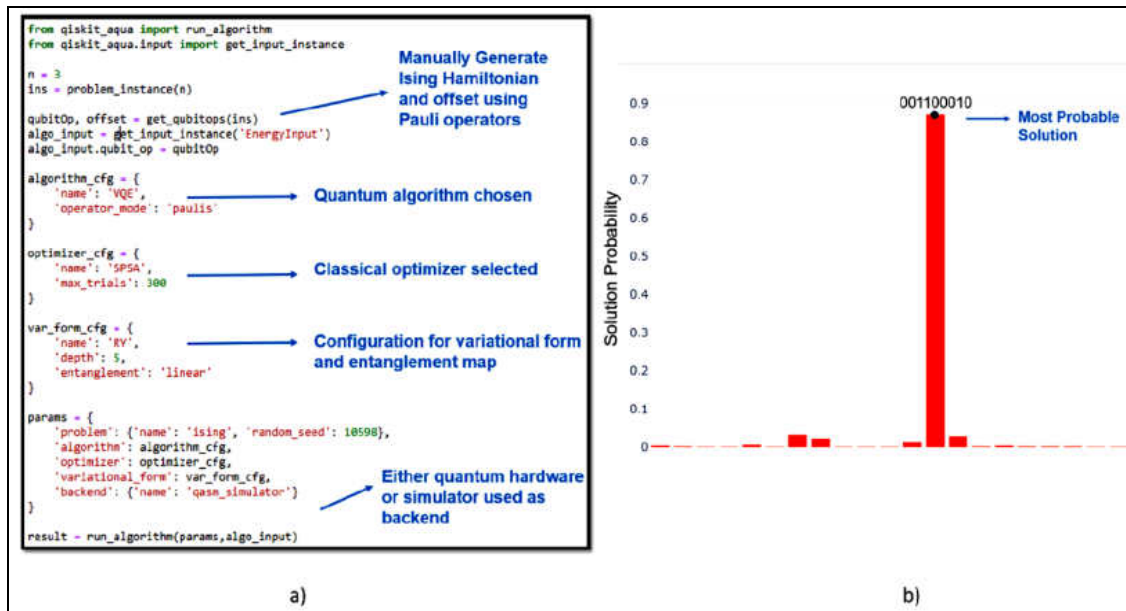 from qiskit_aqua import run_algorithm
from qiskit_aqua.input import get_input_instance
n = 3
ins = problem_instance(n)
qubitOp, offset = get_qubitops(ins)
algo_input = get_input_instance('EnergyInput')
algo_input.qubit_op = qubitOp
algorithm_cfg = {
'name': 'VQE',
'operator_mode': 'paulis'
}
optimizer_cfg = {
'name': 'SPSA',
'max_trials': 300
}
var_form_cfg = {
'name': 'RY',
'depth': 5,
'entanglement': 'linear'
}
params = {
'problem': {'name': 'ising', 'random_seed': 10598},
'algorithm': algorithm_cfg,
'optimizer': optimizer_cfg,
'variational_form': var_form_cfg,
'backend': {'name': 'qasm_simulator'}
}
result = run_algorithm(params,algo_input)
Manually Generate
Ising Hamiltonian
and offset using
Pauli operators
Quantum algorithm chosen
Classical optimizer selected
Configuration for variational form
and entanglement map
Either quantum hardware
or simulator used as
backend
a)
Solution Probability
0.9
0.8
0.7
0.6
0.5
0.4
0.3
0.2
0.1
0
001100010
Most Probable
Solution
b)